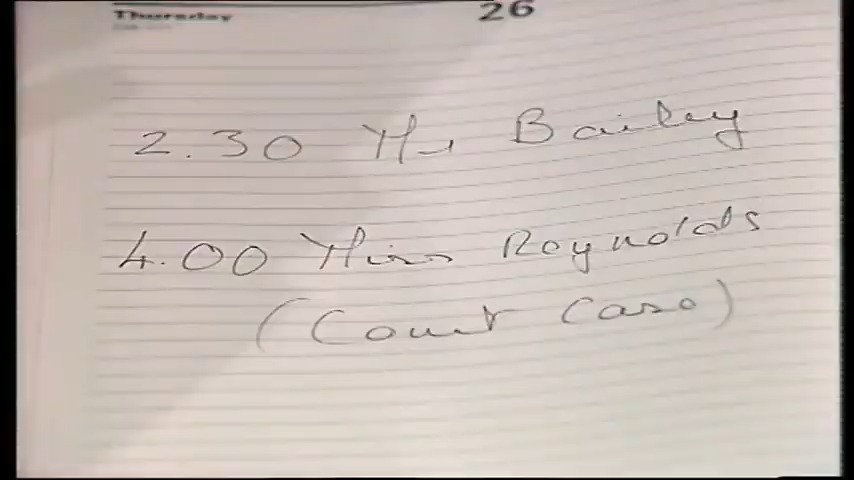 Thursday 26
2.30 Mr Bailey
4.00 Miss Reynolds
(Court case)